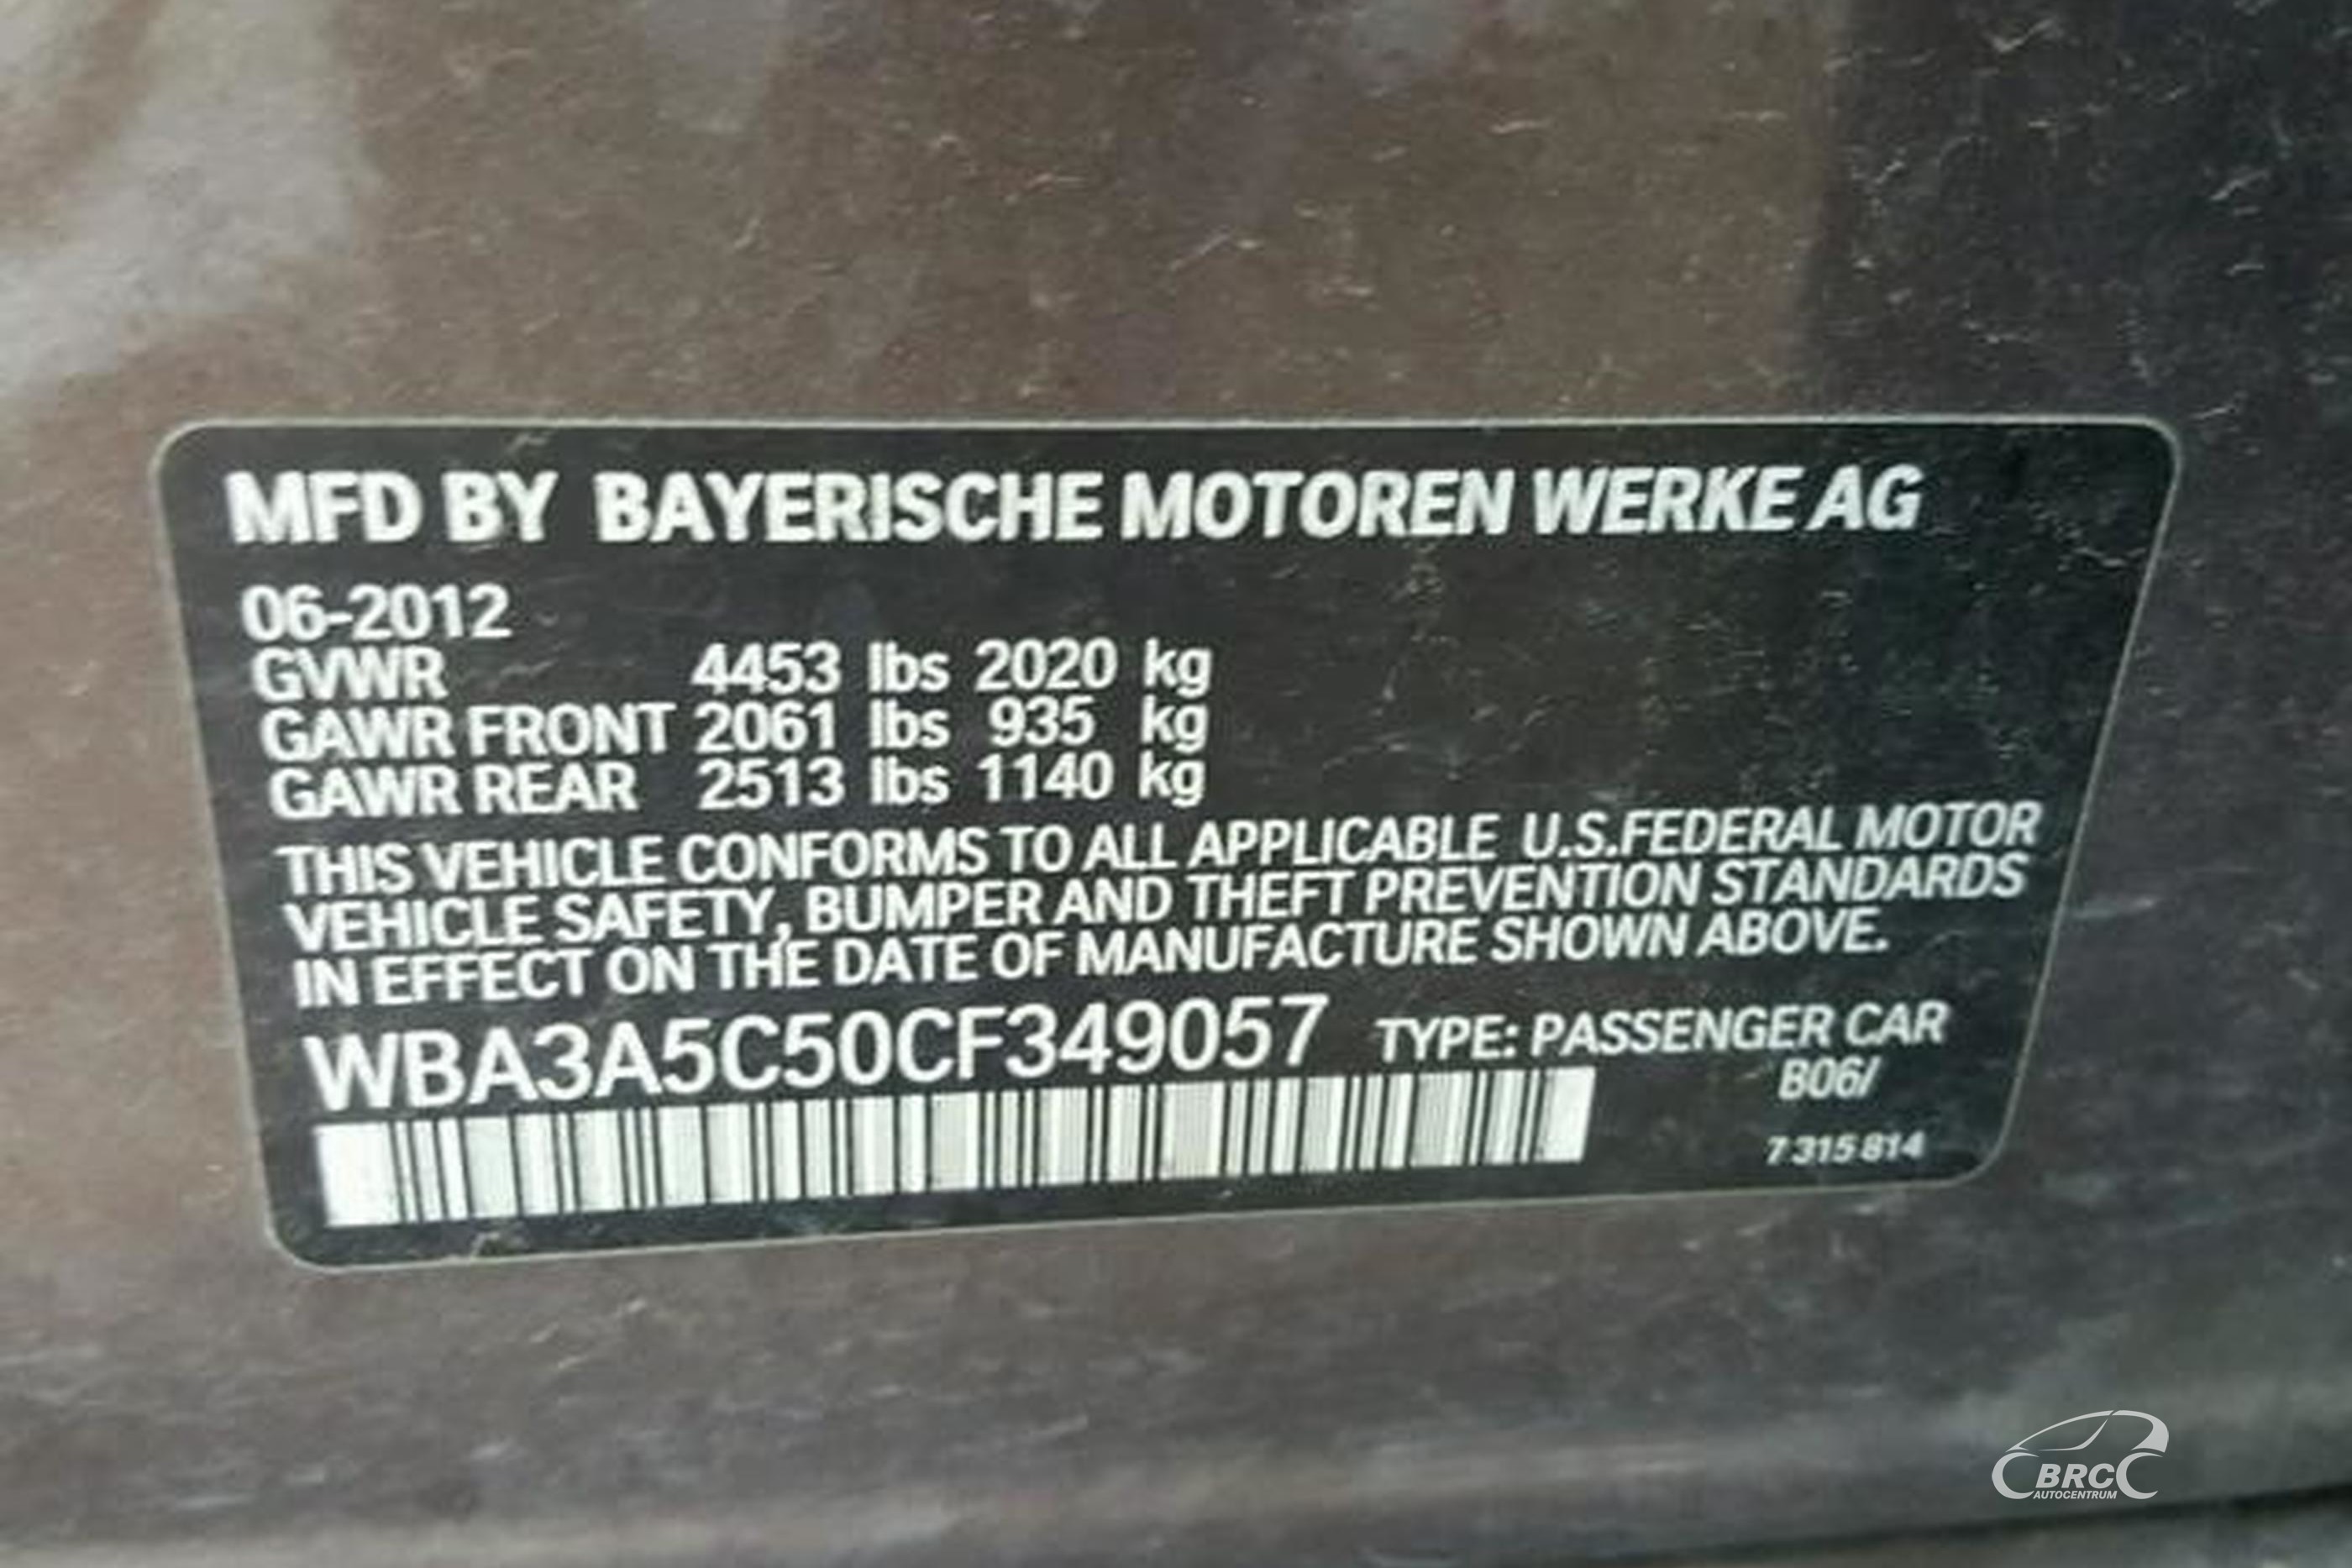 MFD BY BAYERISCHE MOTOREN WERKE AG
06-2012
GVWR 4453 lbs 2020 kg
GAWR FRONT 2061 lbs 935 kg
GAWR REAR 2513 lbs 1140 kg
THIS VEHICLE CONFORMS TO ALL APPLICABLE U.S.FEDERAL MOTOR
VEHICLE SAFETY, BUMPER AND THEFT PREVENTION STANDARDS
IN EFFECT ON THE DATE OF MANUFACTURE SHOWN ABOVE.
WBA3A5C50CF349057 TYPE: PASSENGER CAR
B06/
7 315 814
BRC
AUTOCENTRUM